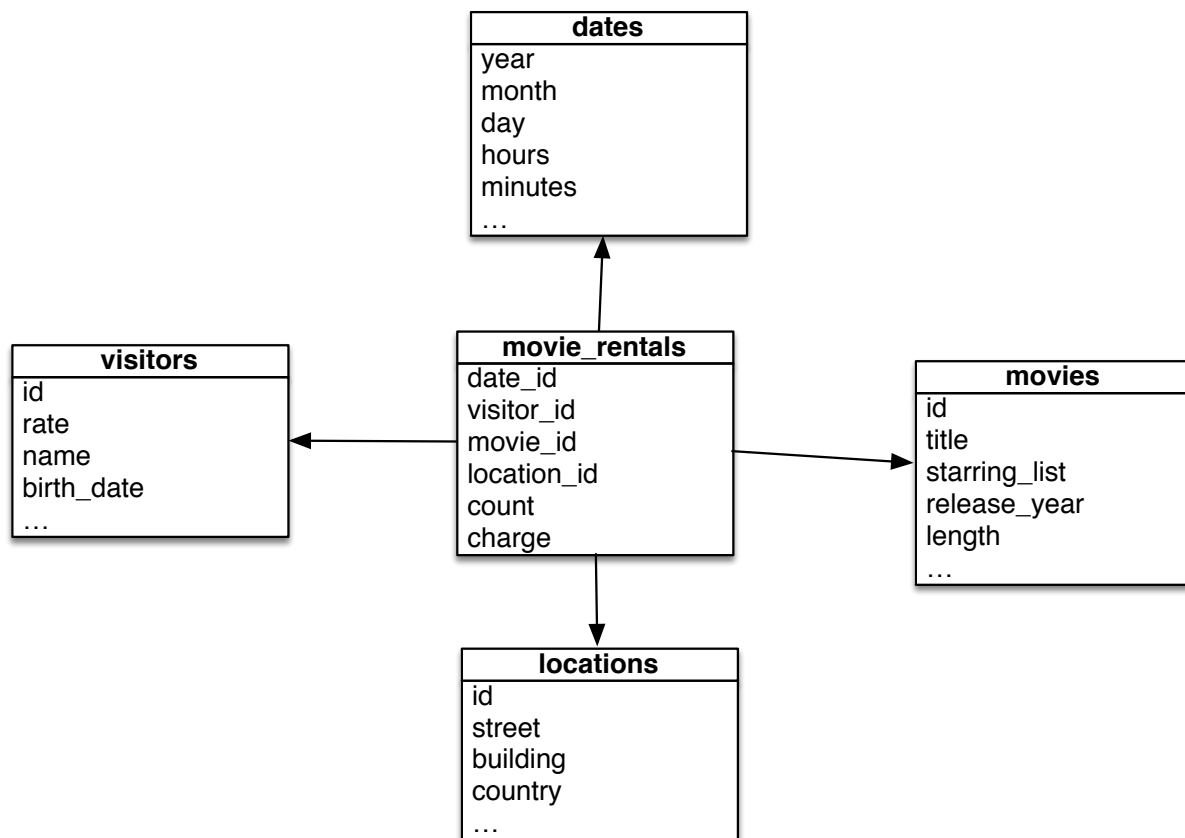 dates
year
month
day
hours
minutes
…
visitors
id
rate
name
birth_date
…
movie_rentals
date_id
visitor_id
movie_id
location_id
count
charge
movies
id
title
starring_list
release_year
length
…
locations
id
street
building
country
…